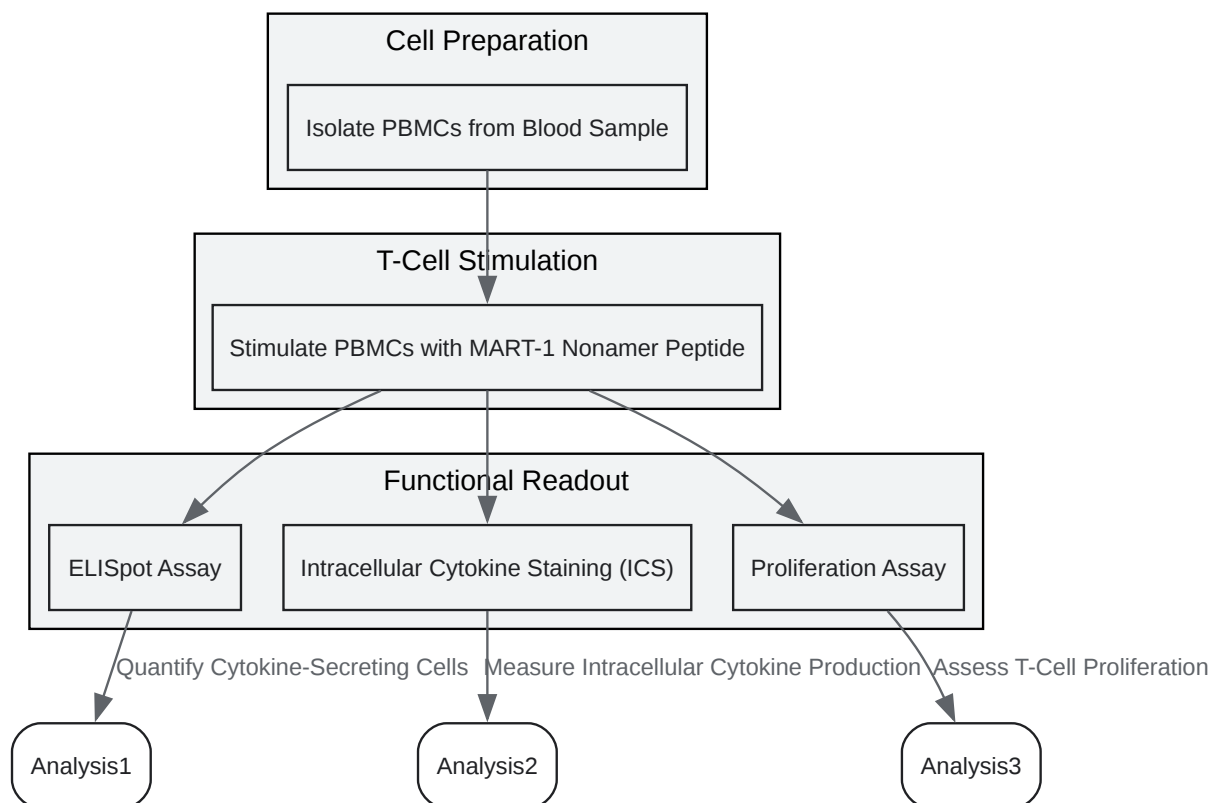 Cell Preparation
Isolate PBMCs from Blood Sample
T-Cell Stimulation
Stimulate PBMCs with MART-1 Nonamer Peptide
Functional Readout
ELISpot Assay
Intracellular Cytokine Staining (ICS)
Proliferation Assay
Quantify Cytokine-Secreting Cells
Measure Intracellular Cytokine Production
Assess T-Cell Proliferation
Analysis1
Analysis2
Analysis3